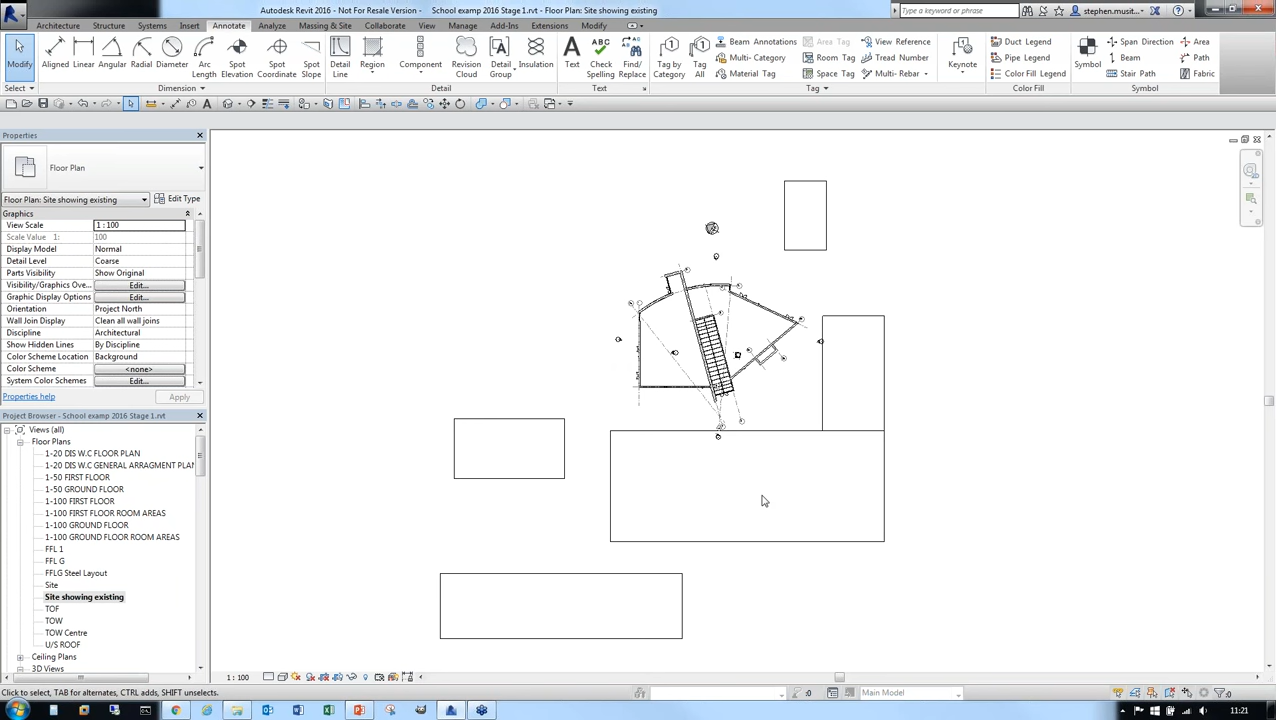 Autodesk Revit 2016 - Not For Resale Version - School examp 2016 Stage 1.rvt - Floor Plan: Site showing existing
Type a keyword or phrase
stephen.musit...
Architecture Structure Systems Insert Annotate Analyze Massing & Site Collaborate View Manage Add-Ins Extensions Modify
Modify Aligned Linear Angular Radial Diameter Arc Length Spot Elevation Spot Coordinate Spot Slope Detail Line Region Component Revision Cloud Detail Group Insulation Text Check Spelling Find/Replace Tag by Category Tag All
Beam Annotations Area Tag View Reference
Multi-Category Room Tag Tread Number
Material Tag Space Tag Multi-Rebar
Keynote
Duct Legend
Pipe Legend
Color Fill Legend
Symbol
Span Direction Area
Beam Path
Stair Path Fabric
Select Dimension Detail Text Tag Color Fill Symbol
Properties
Floor Plan
Floor Plan: Site showing existing Edit Type
Graphics
View Scale 1 : 100
Scale Value 1: 100
Display Model Normal
Detail Level Coarse
Parts Visibility Show Original
Visibility/Graphics Ove... Edit...
Graphic Display Options Edit...
Orientation Project North
Wall Join Display Clean all wall joins
Discipline Architectural
Show Hidden Lines By Discipline
Color Scheme Location Background
Color Scheme <none>
System Color Schemes Edit...
Properties help Apply
Project Browser - School examp 2016 Stage 1.rvt
Views (all)
Floor Plans
1-20 DIS W.C FLOOR PLAN
1-20 DIS W.C GENERAL ARRAGMENT PLAN
1-50 FIRST FLOOR
1-50 GROUND FLOOR
1-100 FIRST FLOOR
1-100 FIRST FLOOR ROOM AREAS
1-100 GROUND FLOOR
1-100 GROUND FLOOR ROOM AREAS
FFL 1
FFL G
FFLG Steel Layout
Site
Site showing existing
TOF
TOW
TOW Centre
U/S ROOF
Ceiling Plans
3D Views
1 : 100
Click to select, TAB for alternates, CTRL adds, SHIFT unselects.
:0
Main Model
:0
11:21